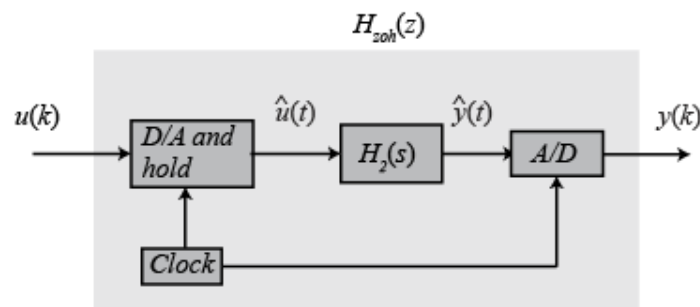 H_zoh(z)
u(k)
D/A and
hold
û(t)
H_2(s)
ŷ(t)
A/D
y(k)
Clock